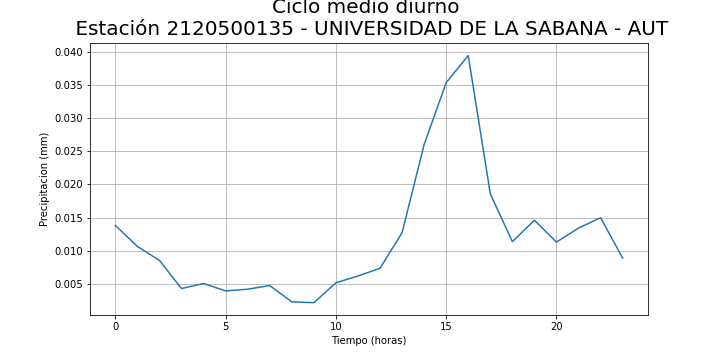 Ciclo medio diurno
Estación 2120500135 - UNIVERSIDAD DE LA SABANA - AUT
0.040
0.035
0.030
0.025
0.020
0.015
0.010
0.005
Precipitacion (mm)
0 5 10 15 20
Tiempo (horas)